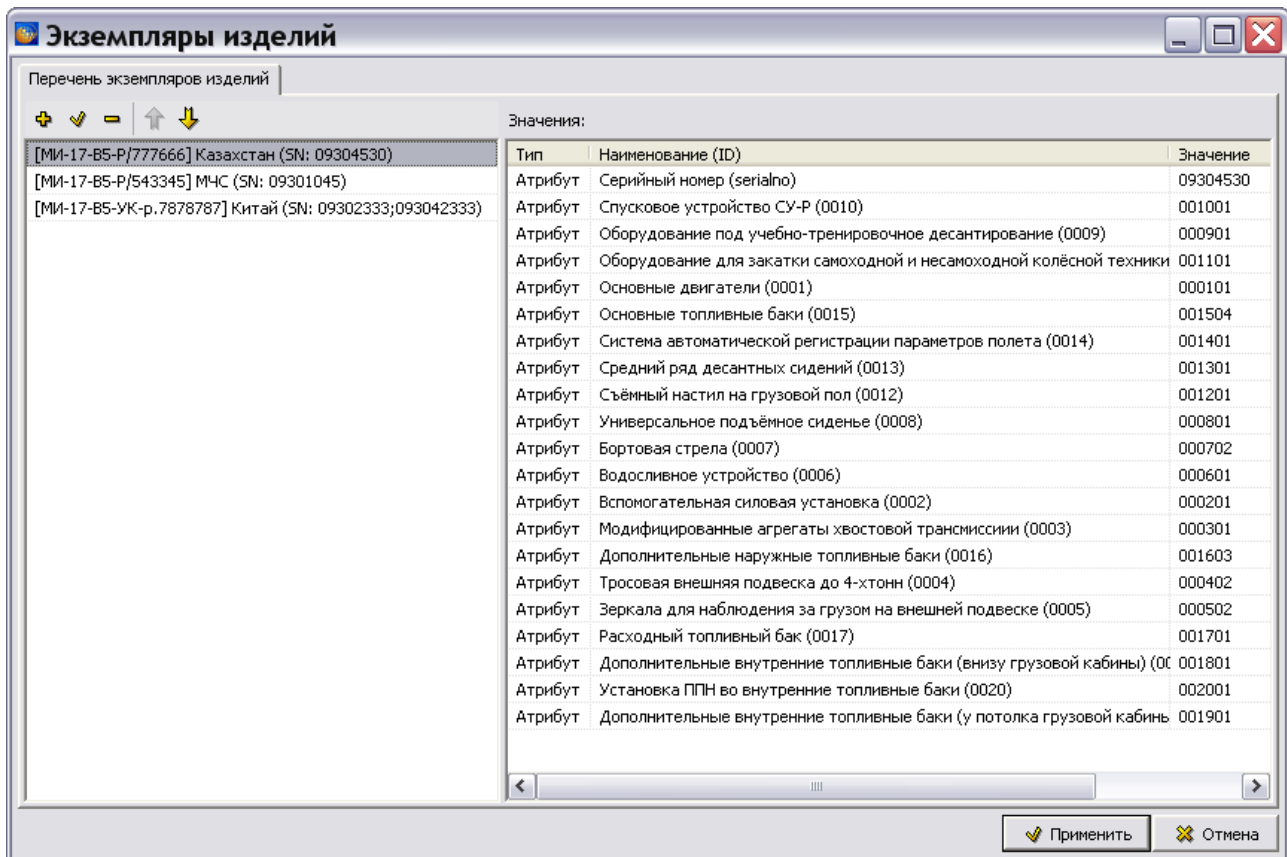 Экземпляры изделий
Перечень экземпляров изделий
Значения:
[МИ-17-В5-Р/777666] Казахстан (SN: 09304530)
[МИ-17-В5-Р/543345] МЧС (SN: 09301045)
[МИ-17-В5-УК-р.7878787] Китай (SN: 09302333;093042333)
Тип Наименование (ID) Значение
Атрибут Серийный номер (serialno) 09304530
Атрибут Спусковое устройство СУ-Р (0010) 001001
Атрибут Оборудование под учебно-тренировочное десантирование (0009) 000901
Атрибут Оборудование для закатки самоходной и несамоходной колёсной техники 001101
Атрибут Основные двигатели (0001) 000101
Атрибут Основные топливные баки (0015) 001504
Атрибут Система автоматической регистрации параметров полета (0014) 001401
Атрибут Средний ряд десантных сидений (0013) 001301
Атрибут Съёмный настил на грузовой пол (0012) 001201
Атрибут Универсальное подъёмное сиденье (0008) 000801
Атрибут Бортовая стрела (0007) 000702
Атрибут Водосливное устройство (0006) 000601
Атрибут Вспомогательная силовая установка (0002) 000201
Атрибут Модифицированные агрегаты хвостовой трансмиссиии (0003) 000301
Атрибут Дополнительные наружные топливные баки (0016) 001603
Атрибут Тросовая внешняя подвеска до 4-хтонн (0004) 000402
Атрибут Зеркала для наблюдения за грузом на внешней подвеске (0005) 000502
Атрибут Расходный топливный бак (0017) 001701
Атрибут Дополнительные внутренние топливные баки (внизу грузовой кабины) (00 001801
Атрибут Установка ППН во внутренние топливные баки (0020) 002001
Атрибут Дополнительные внутренние топливные баки (у потолка грузовой кабины 001901
Применить Отмена